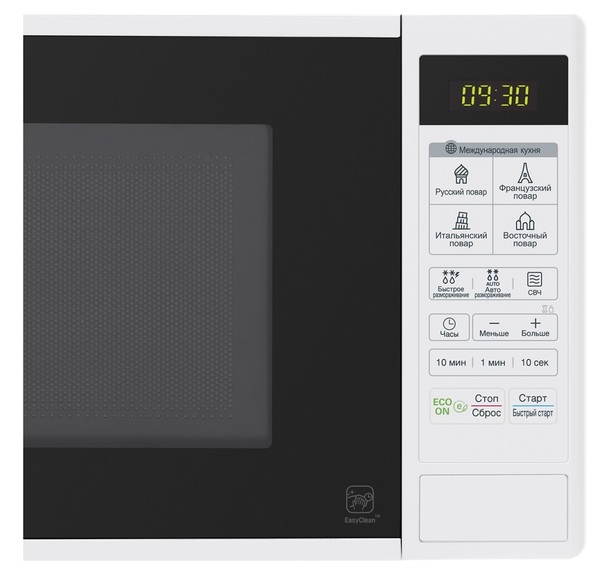 09:30
Международная кухня
Русский повар
Французский
повар
Итальянский
повар
Восточный
повар
Быстрое
размораживание
AUTO
Авто
размораживание
СВЧ
Часы
Меньше
Больше
10 мин
1 мин
10 сек
ECO
ON
e
Стоп
Сброс
Старт
Быстрый старт
EasyClean™